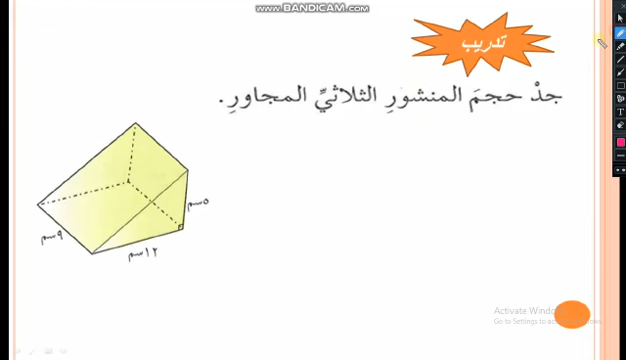 www.BANDICAM.com
تدريب
جدْ حجمَ المنشورِ الثلاثيِّ المجاورِ.
٥سم
٩سم
١٢سم
Activate Windows
Go to Settings to activate Windows.